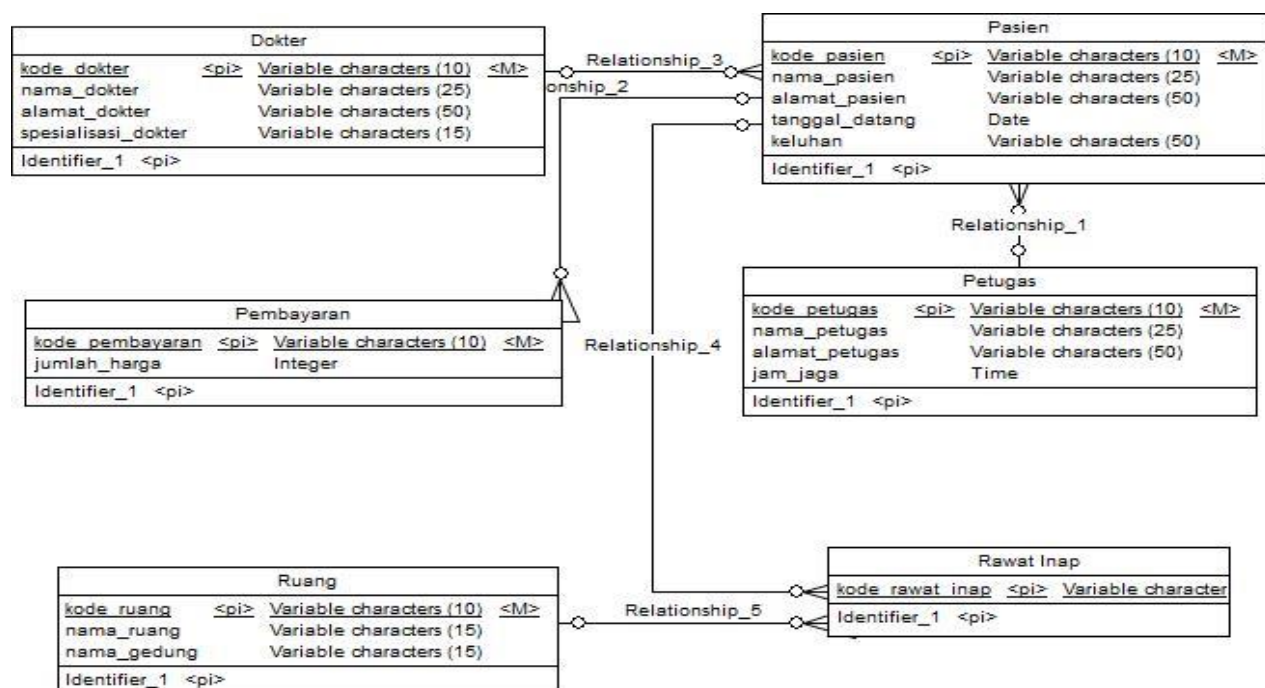 Dokter
kode_dokter <pi> Variable characters (10) <M>
nama_dokter Variable characters (25)
alamat_dokter Variable characters (50)
spesialisasi_dokter Variable characters (15)
Identifier_1 <pi>
Relationship_3
onship_2
Pasien
kode_pasien <pi> Variable characters (10) <M>
nama_pasien Variable characters (25)
alamat_pasien Variable characters (50)
tanggal_datang Date
keluhan Variable characters (50)
Identifier_1 <pi>
Relationship_1
Pembayaran
kode_pembayaran <pi> Variable characters (10) <M>
jumlah_harga Integer
Identifier_1 <pi>
Relationship_4
Petugas
kode_petugas <pi> Variable characters (10) <M>
nama_petugas Variable characters (25)
alamat_petugas Variable characters (50)
jam_jaga Time
Identifier_1 <pi>
Ruang
kode_ruang <pi> Variable characters (10) <M>
nama_ruang Variable characters (15)
nama_gedung Variable characters (15)
Identifier_1 <pi>
Relationship_5
Rawat Inap
kode_rawat_inap <pi> Variable character
Identifier_1 <pi>